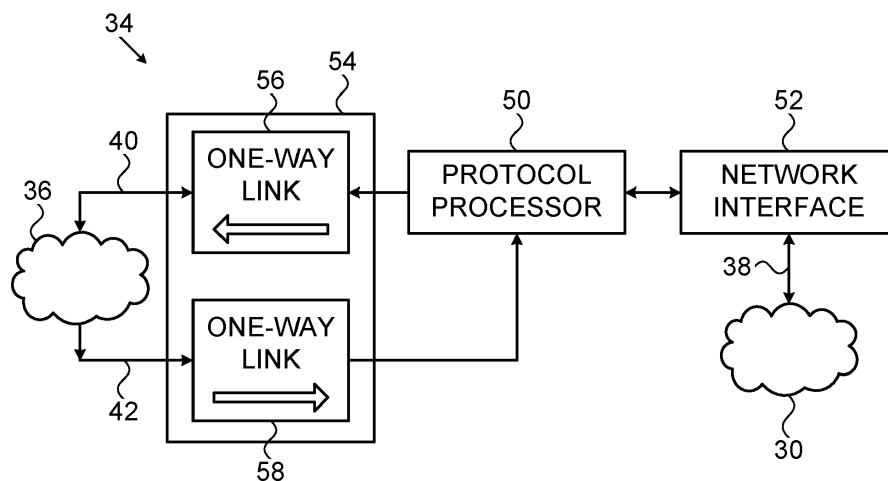 34
54
56
50
52
40
ONE-WAY
LINK
PROTOCOL
PROCESSOR
NETWORK
INTERFACE
36
38
ONE-WAY
LINK
42
58
30